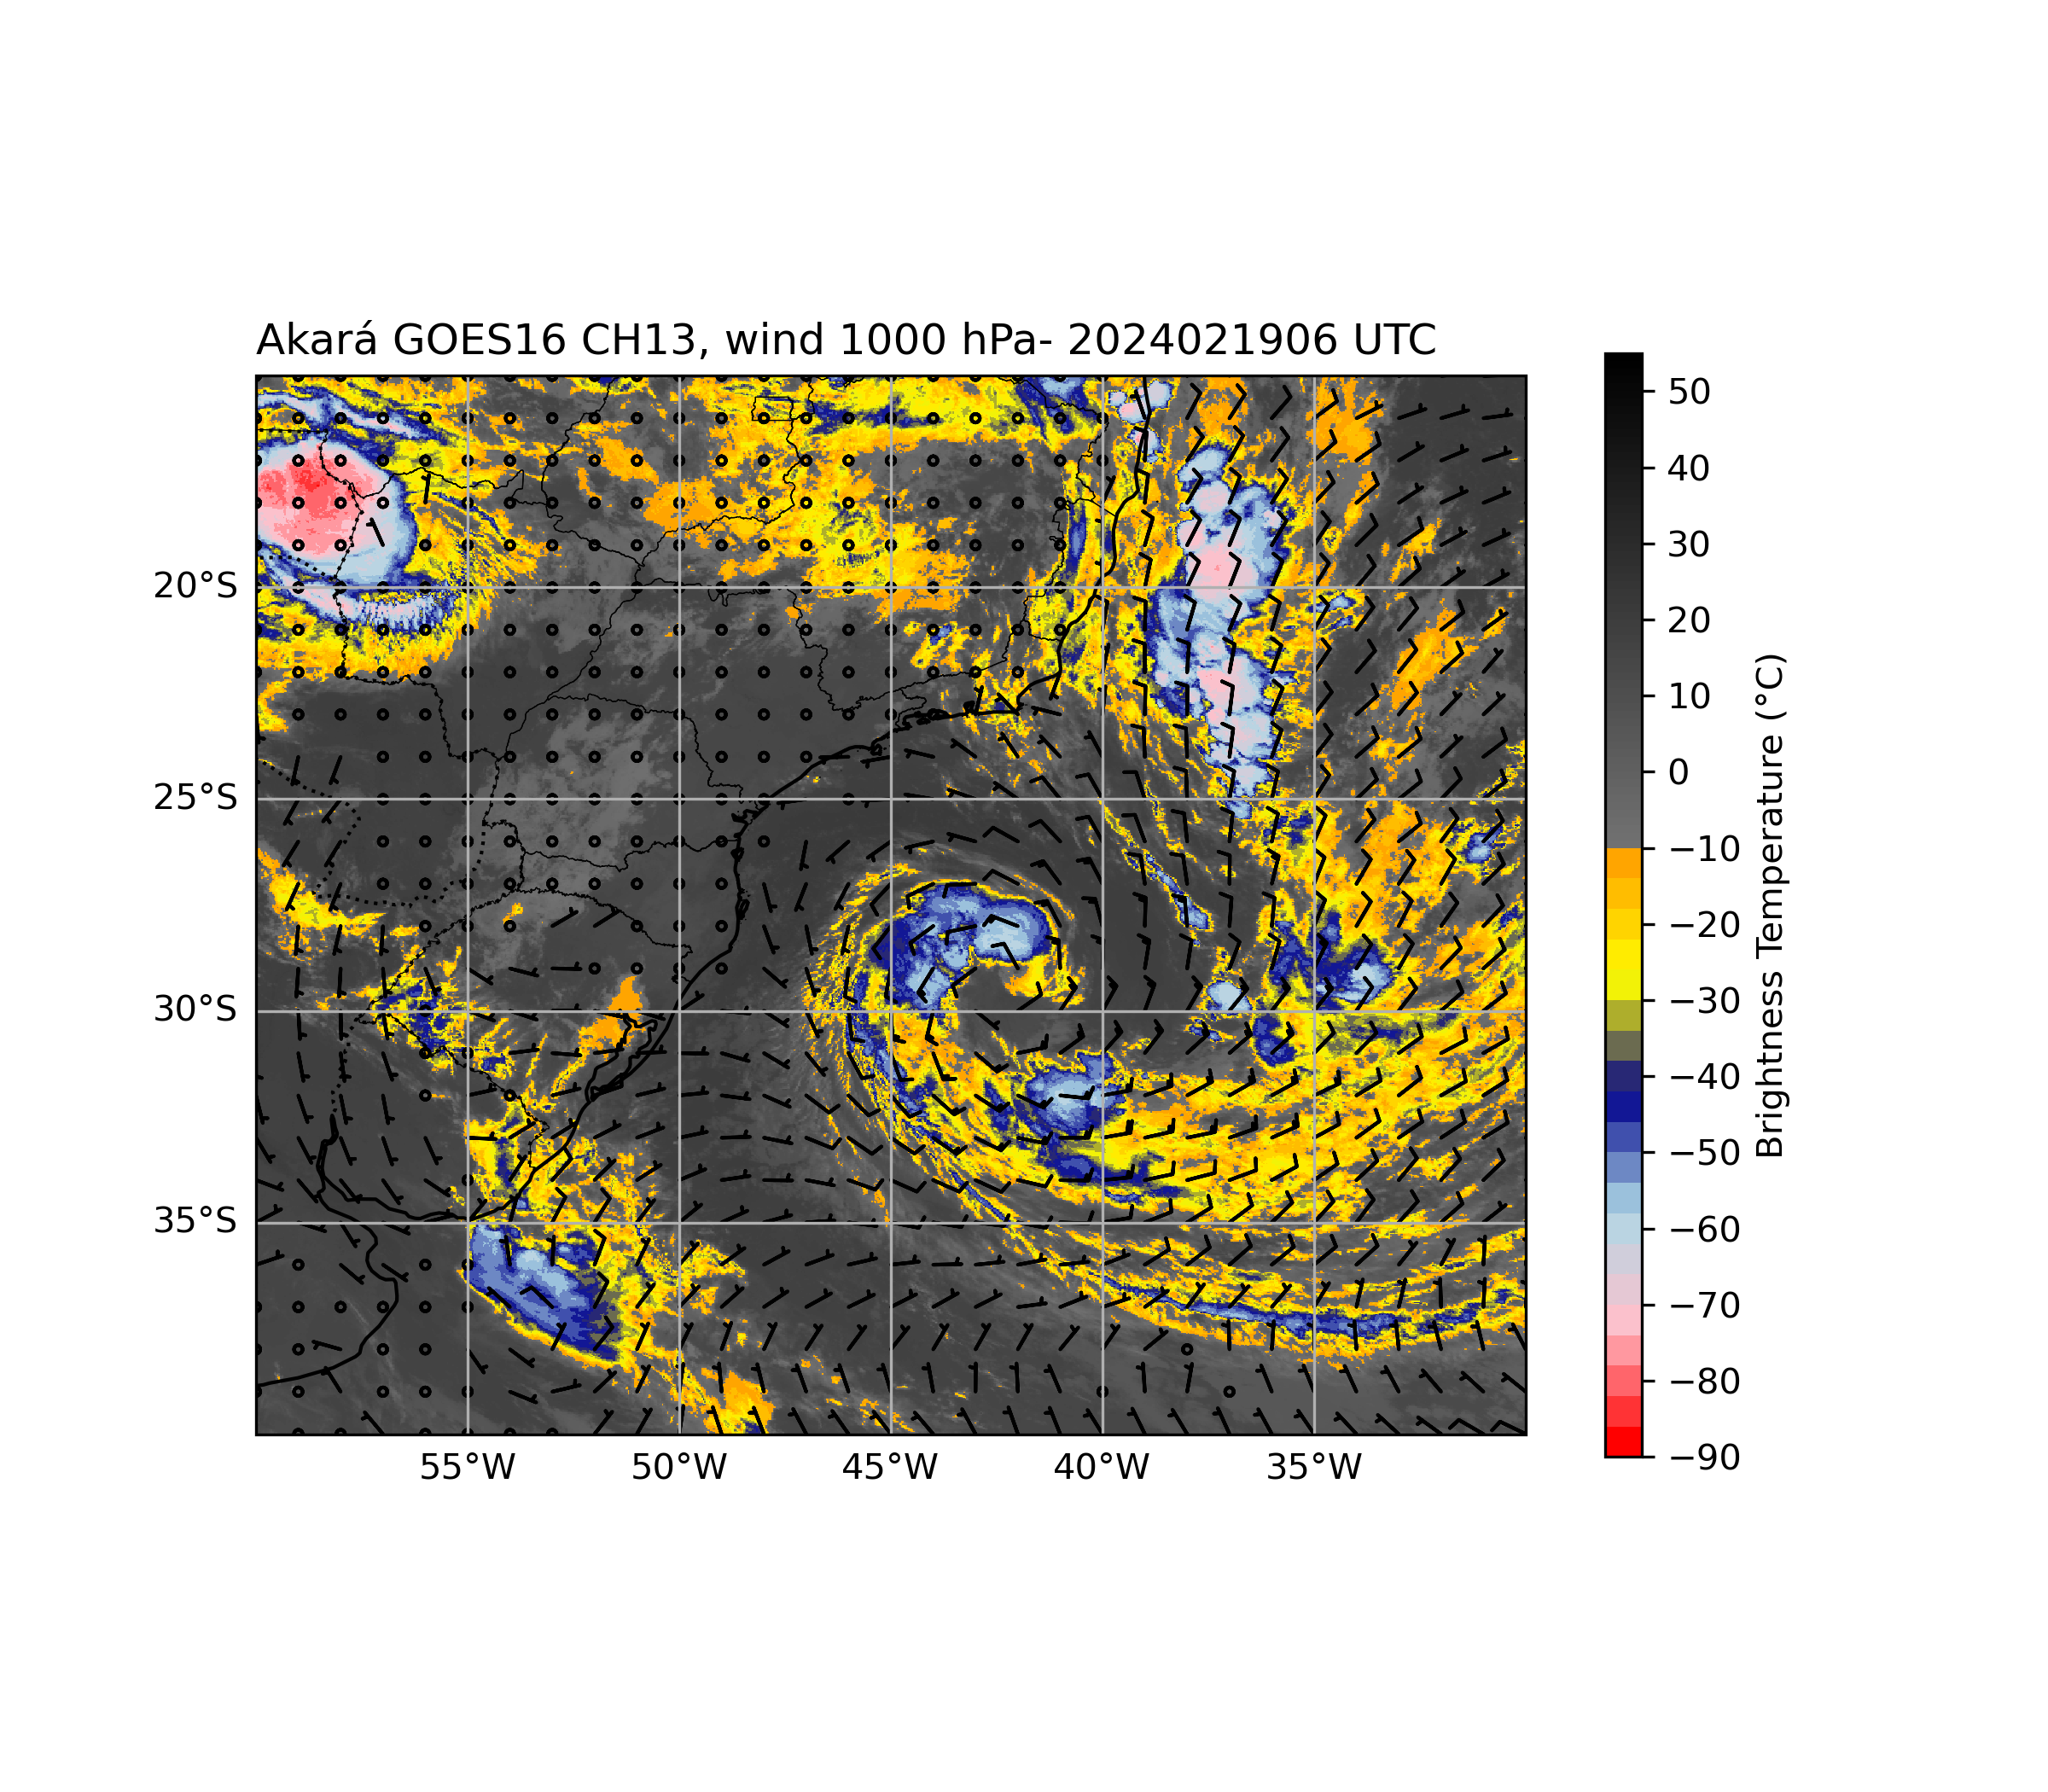 Akará GOES16 CH13, wind 1000 hPa- 2024021906 UTC
20°S
25°S
30°S
35°S
55°W
50°W
45°W
40°W
35°W
50
40
30
20
10
0
−10
−20
−30
−40
−50
−60
−70
−80
−90
Brightness Temperature (°C)